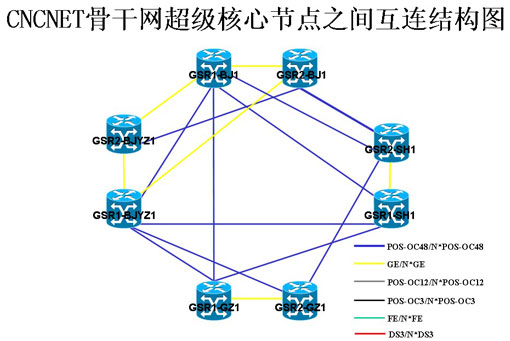 CNCNET骨干网超级核心节点之间互连结构图
GSR1-BJ1
GSR2-BJ1
GSR2-BJYZ1
GSR2-SH1
GSR1-BJYZ1
GSR1-SH1
GSR1-GZ1
GSR2-GZ1
POS-OC48/N*POS-OC48
GE/N*GE
POS-OC12/N*POS-OC12
POS-OC3/N*POS-OC3
FE/N*FE
DS3/N*DS3